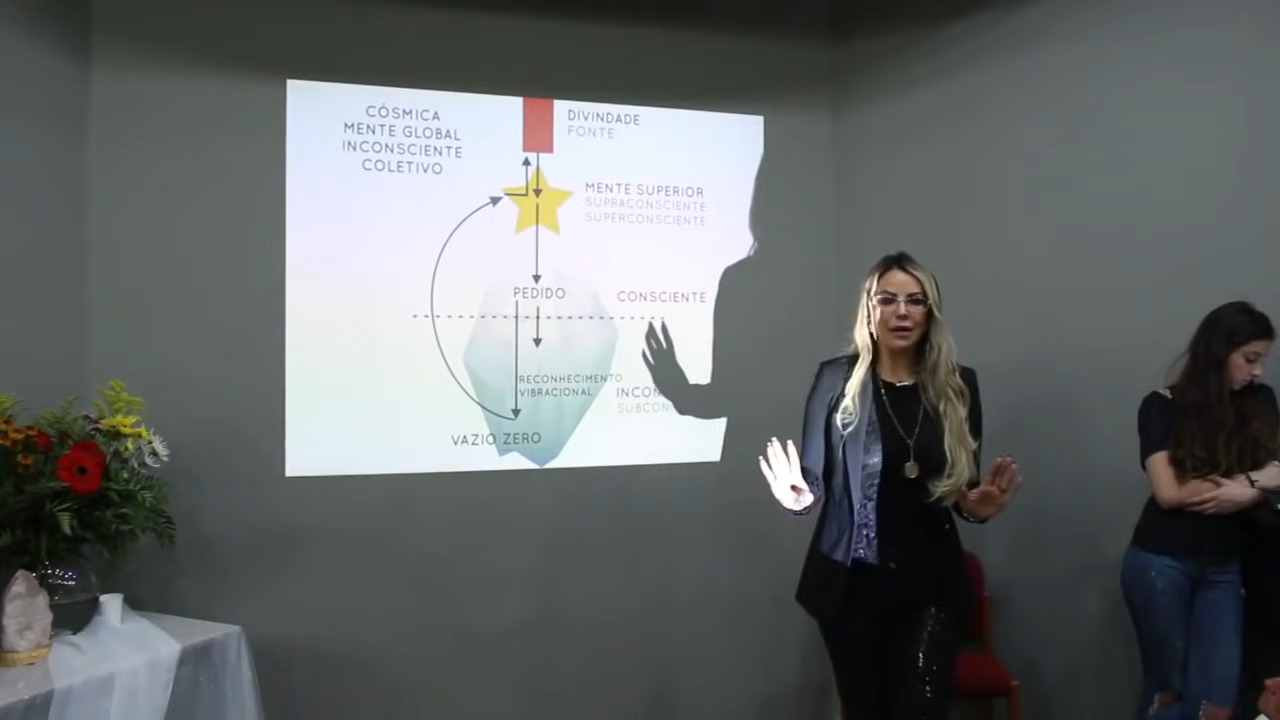 CÓSMICA
MENTE GLOBAL
INCONSCIENTE
COLETIVO
DIVINDADE
FONTE
MENTE SUPERIOR
SUPRACONSCIENTE
SUPERCONSCIENTE
PEDIDO
CONSCIENTE
RECONHECIMENTO
VIBRACIONAL
VAZIO ZERO